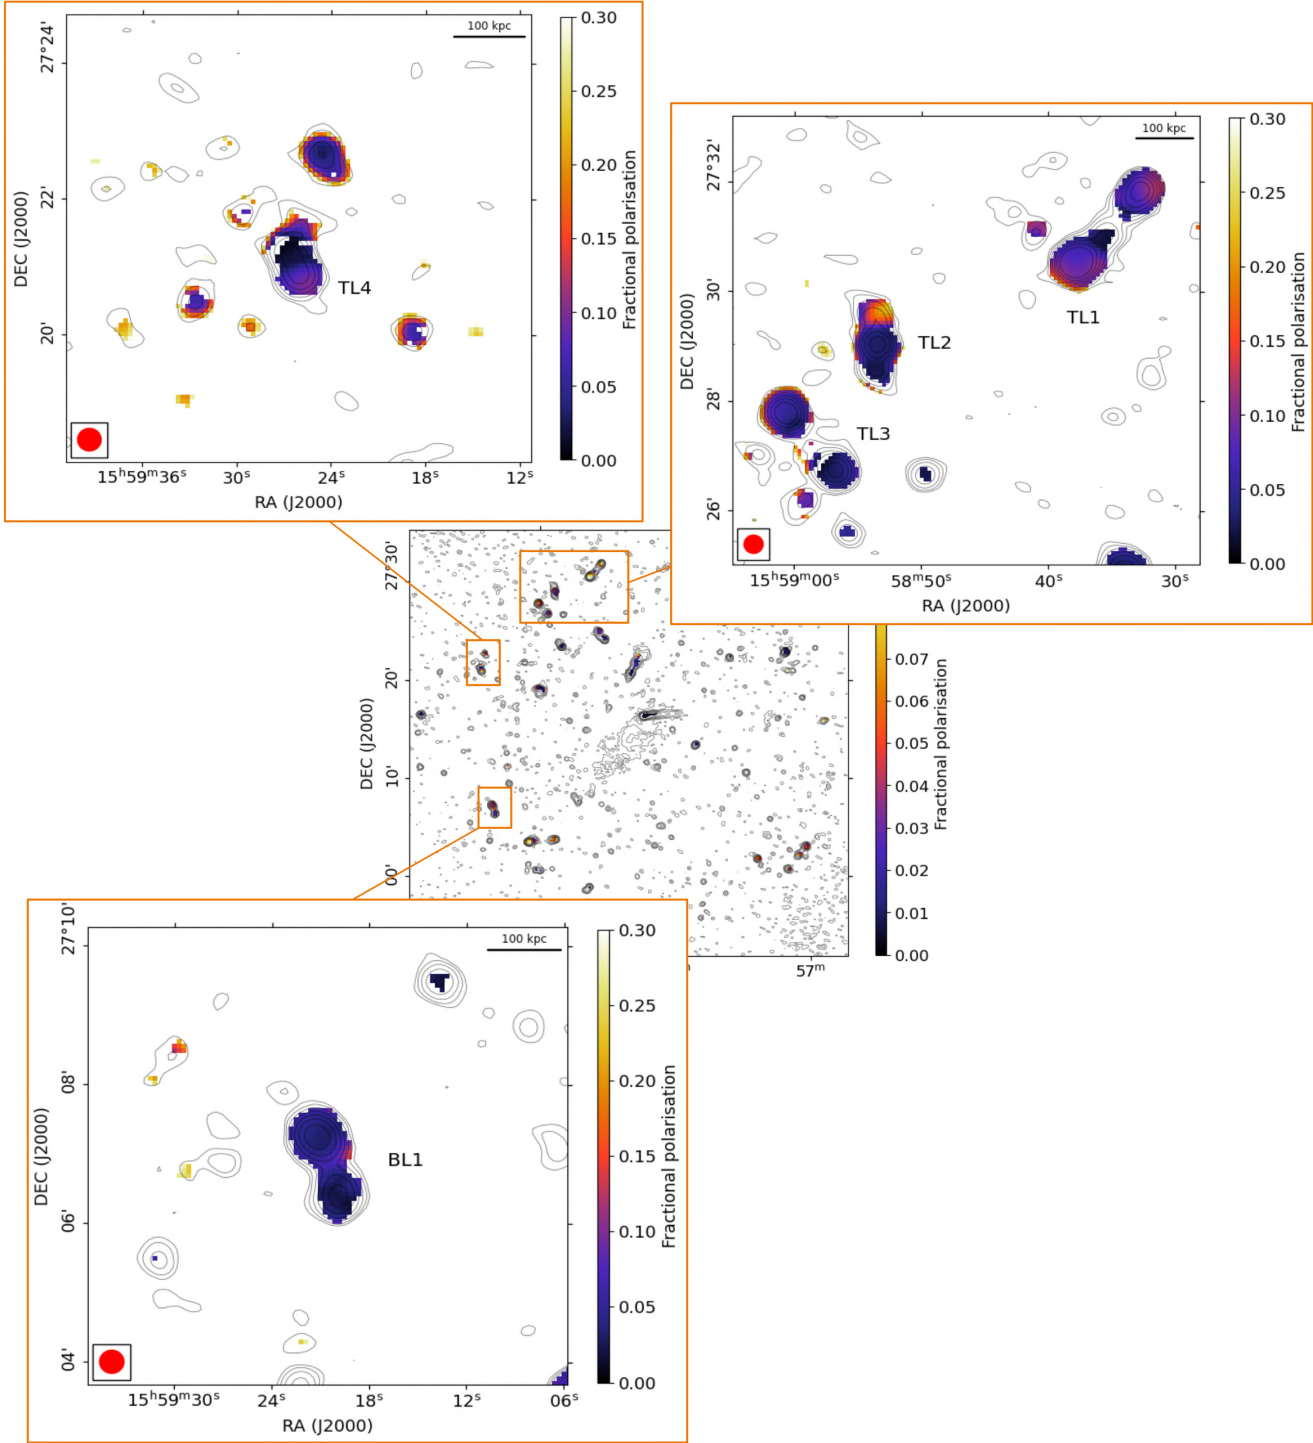 100 kpc
27°24'
22'
20'
DEC (J2000)
TL4
15ʰ59ᵐ36ˢ
30ˢ
24ˢ
18ˢ
12ˢ
RA (J2000)
0.30
0.25
0.20
0.15
0.10
0.05
0.00
Fractional polarisation
100 kpc
27°32'
30'
28'
26'
DEC (J2000)
TL1
TL2
TL3
15ʰ59ᵐ00ˢ
58ᵐ50ˢ
40ˢ
30ˢ
RA (J2000)
0.30
0.25
0.20
0.15
0.10
0.05
0.00
Fractional polarisation
27°30'
20'
10'
00'
DEC (J2000)
57ᵐ
0.07
0.06
0.05
0.04
0.03
0.02
0.01
0.00
Fractional polarisation
100 kpc
27°10'
08'
06'
04'
DEC (J2000)
BL1
15ʰ59ᵐ30ˢ
24ˢ
18ˢ
12ˢ
06ˢ
RA (J2000)
0.30
0.25
0.20
0.15
0.10
0.05
0.00
Fractional polarisation